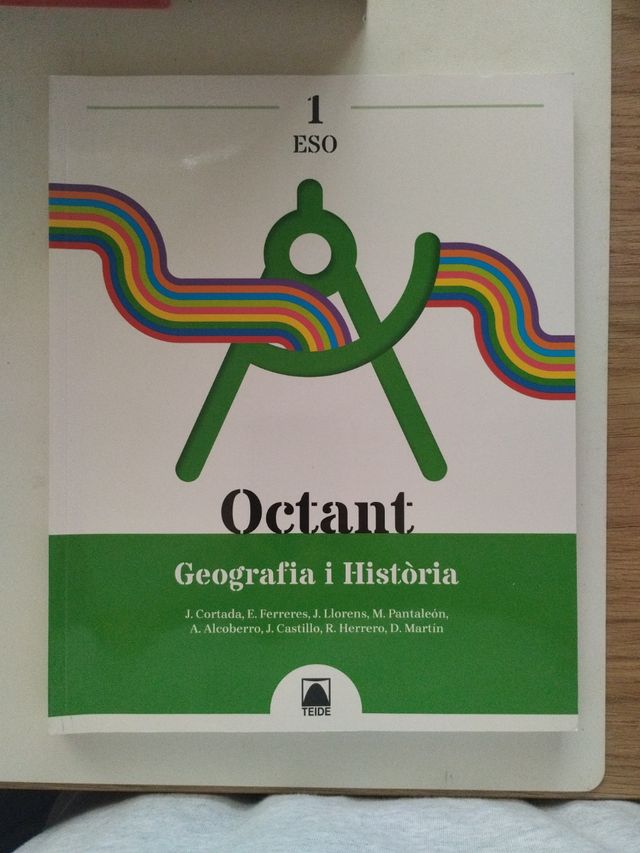 1
ESO
Octant
Geografia i Història
J. Cortada, E. Ferreres, J. Llorens, M. Pantaleón,
A. Alcoberro, J. Castillo, R. Herrero, D. Martín
TEIDE